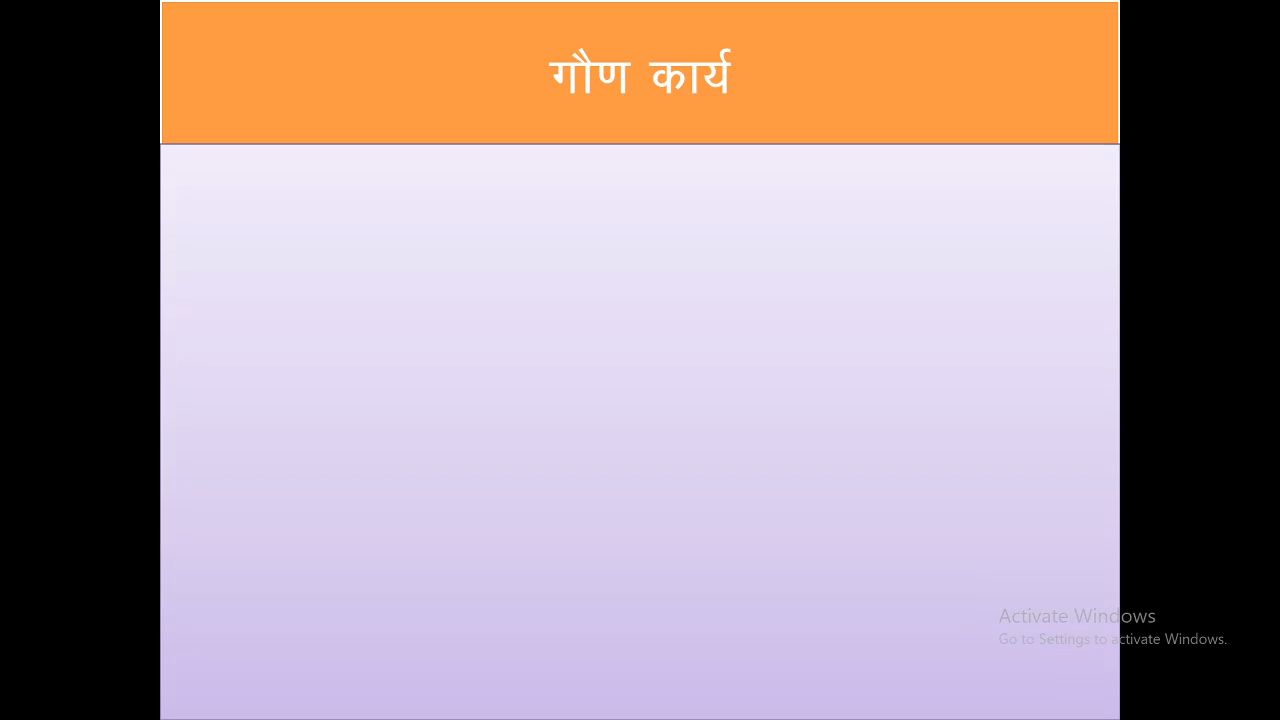 गौण कार्य
Activate Windows
Go to Settings to activate Windows.